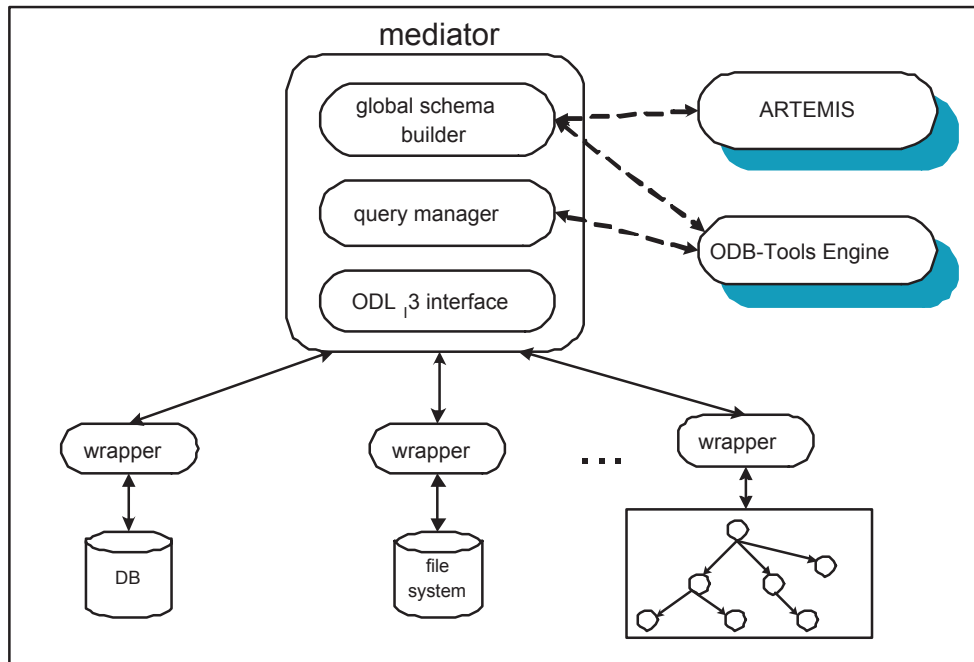 mediator
global schema
builder
ARTEMIS
query manager
ODB-Tools Engine
ODL I3 interface
wrapper
wrapper
...
wrapper
DB
file
system